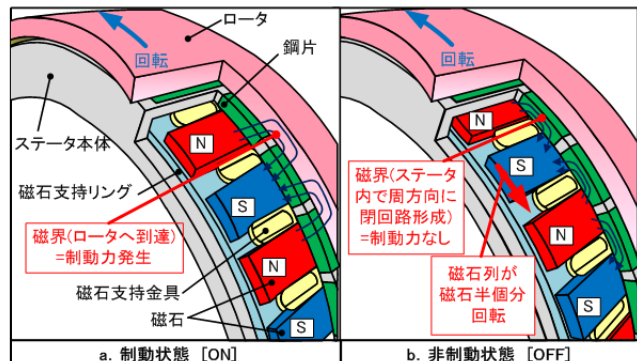 ロータ
回転
鋼片
N
ステータ本体
磁石支持リング
S
磁界(ロータへ到達)
=制動力発生
N
磁石支持金具
磁石
S
a. 制動状態 [ON]
回転
N
S
磁界(ステータ
内で周方向に
閉回路形成)
=制動力なし
N
磁石列が
磁石半個分
回転
S
b. 非制動状態 [OFF]